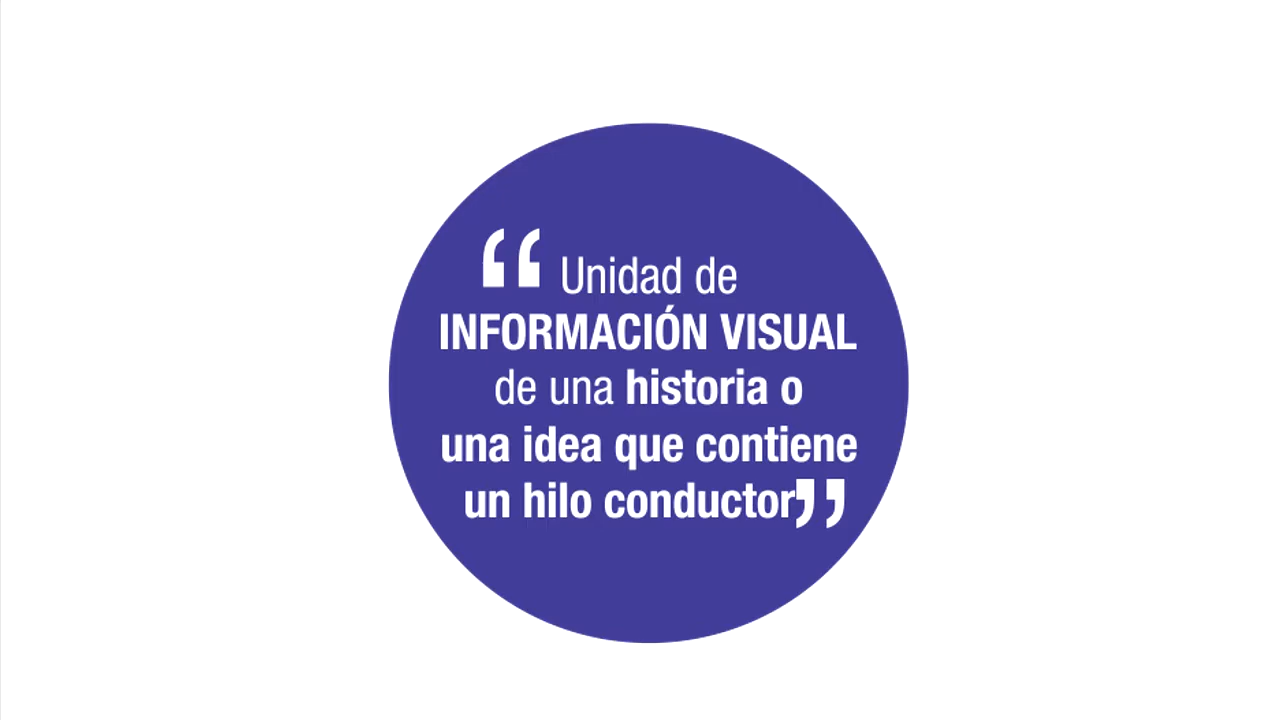 “Unidad de
INFORMACIÓN VISUAL
de una historia o
una idea que contiene
un hilo conductor”